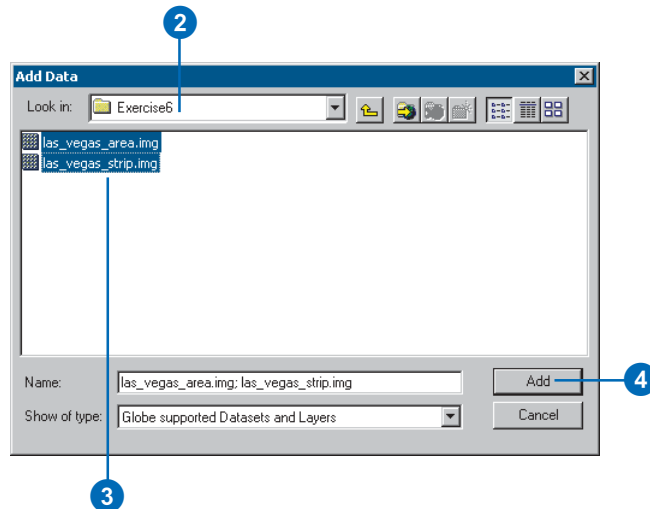 2
Add Data
Look in: Exercise6
las_vegas_area.img
las_vegas_strip.img
Name: las_vegas_area.img; las_vegas_strip.img Add 4
Show of type: Globe supported Datasets and Layers Cancel
3